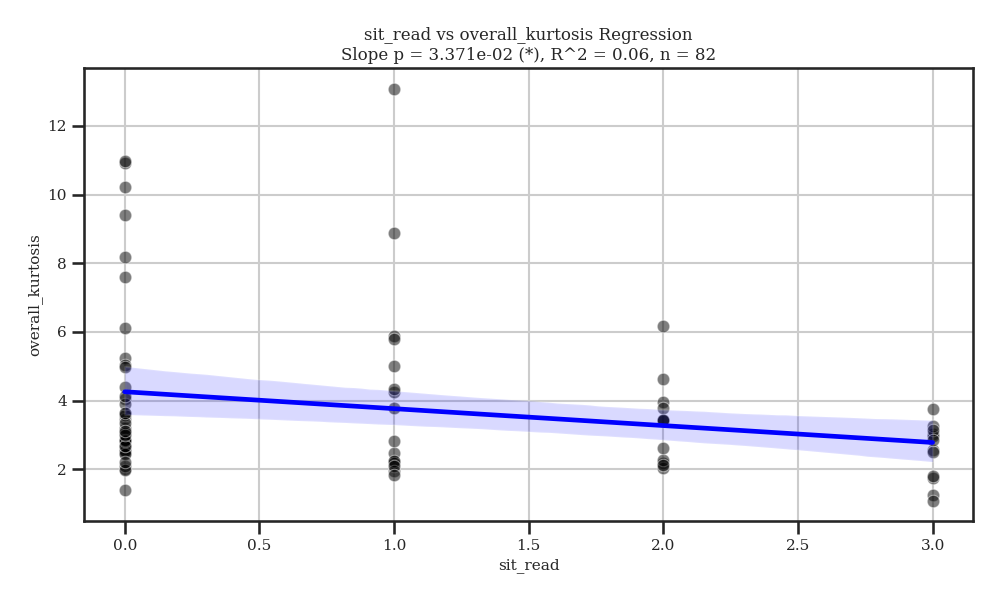 sit_read vs overall_kurtosis Regression
Slope p = 3.371e-02 (*), R^2 = 0.06, n = 82
overall_kurtosis
12
10
8
6
4
2
0.0 0.5 1.0 1.5 2.0 2.5 3.0
sit_read